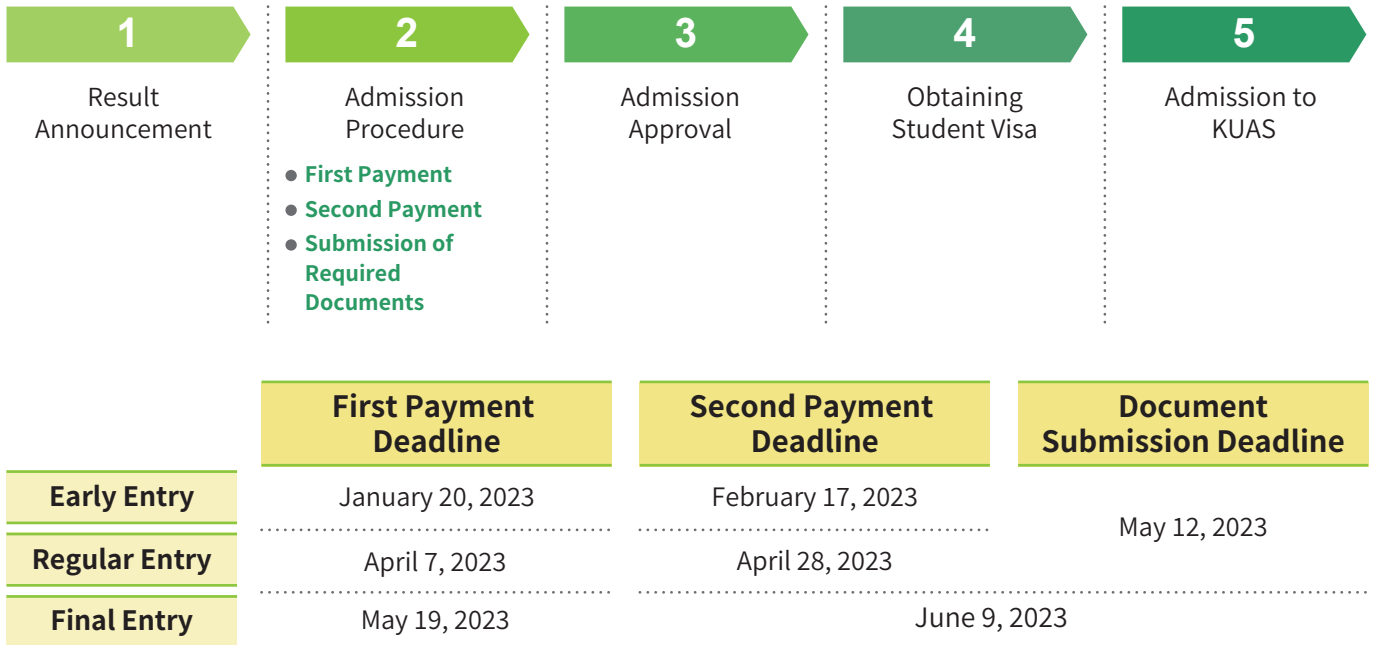 1
2
3
4
5
Result
Announcement
Admission
Procedure
● First Payment
● Second Payment
● Submission of
Required
Documents
Admission
Approval
Obtaining
Student Visa
Admission to
KUAS
First Payment
Deadline
Second Payment
Deadline
Document
Submission Deadline
Early Entry
January 20, 2023
February 17, 2023
May 12, 2023
Regular Entry
April 7, 2023
April 28, 2023
Final Entry
May 19, 2023
June 9, 2023